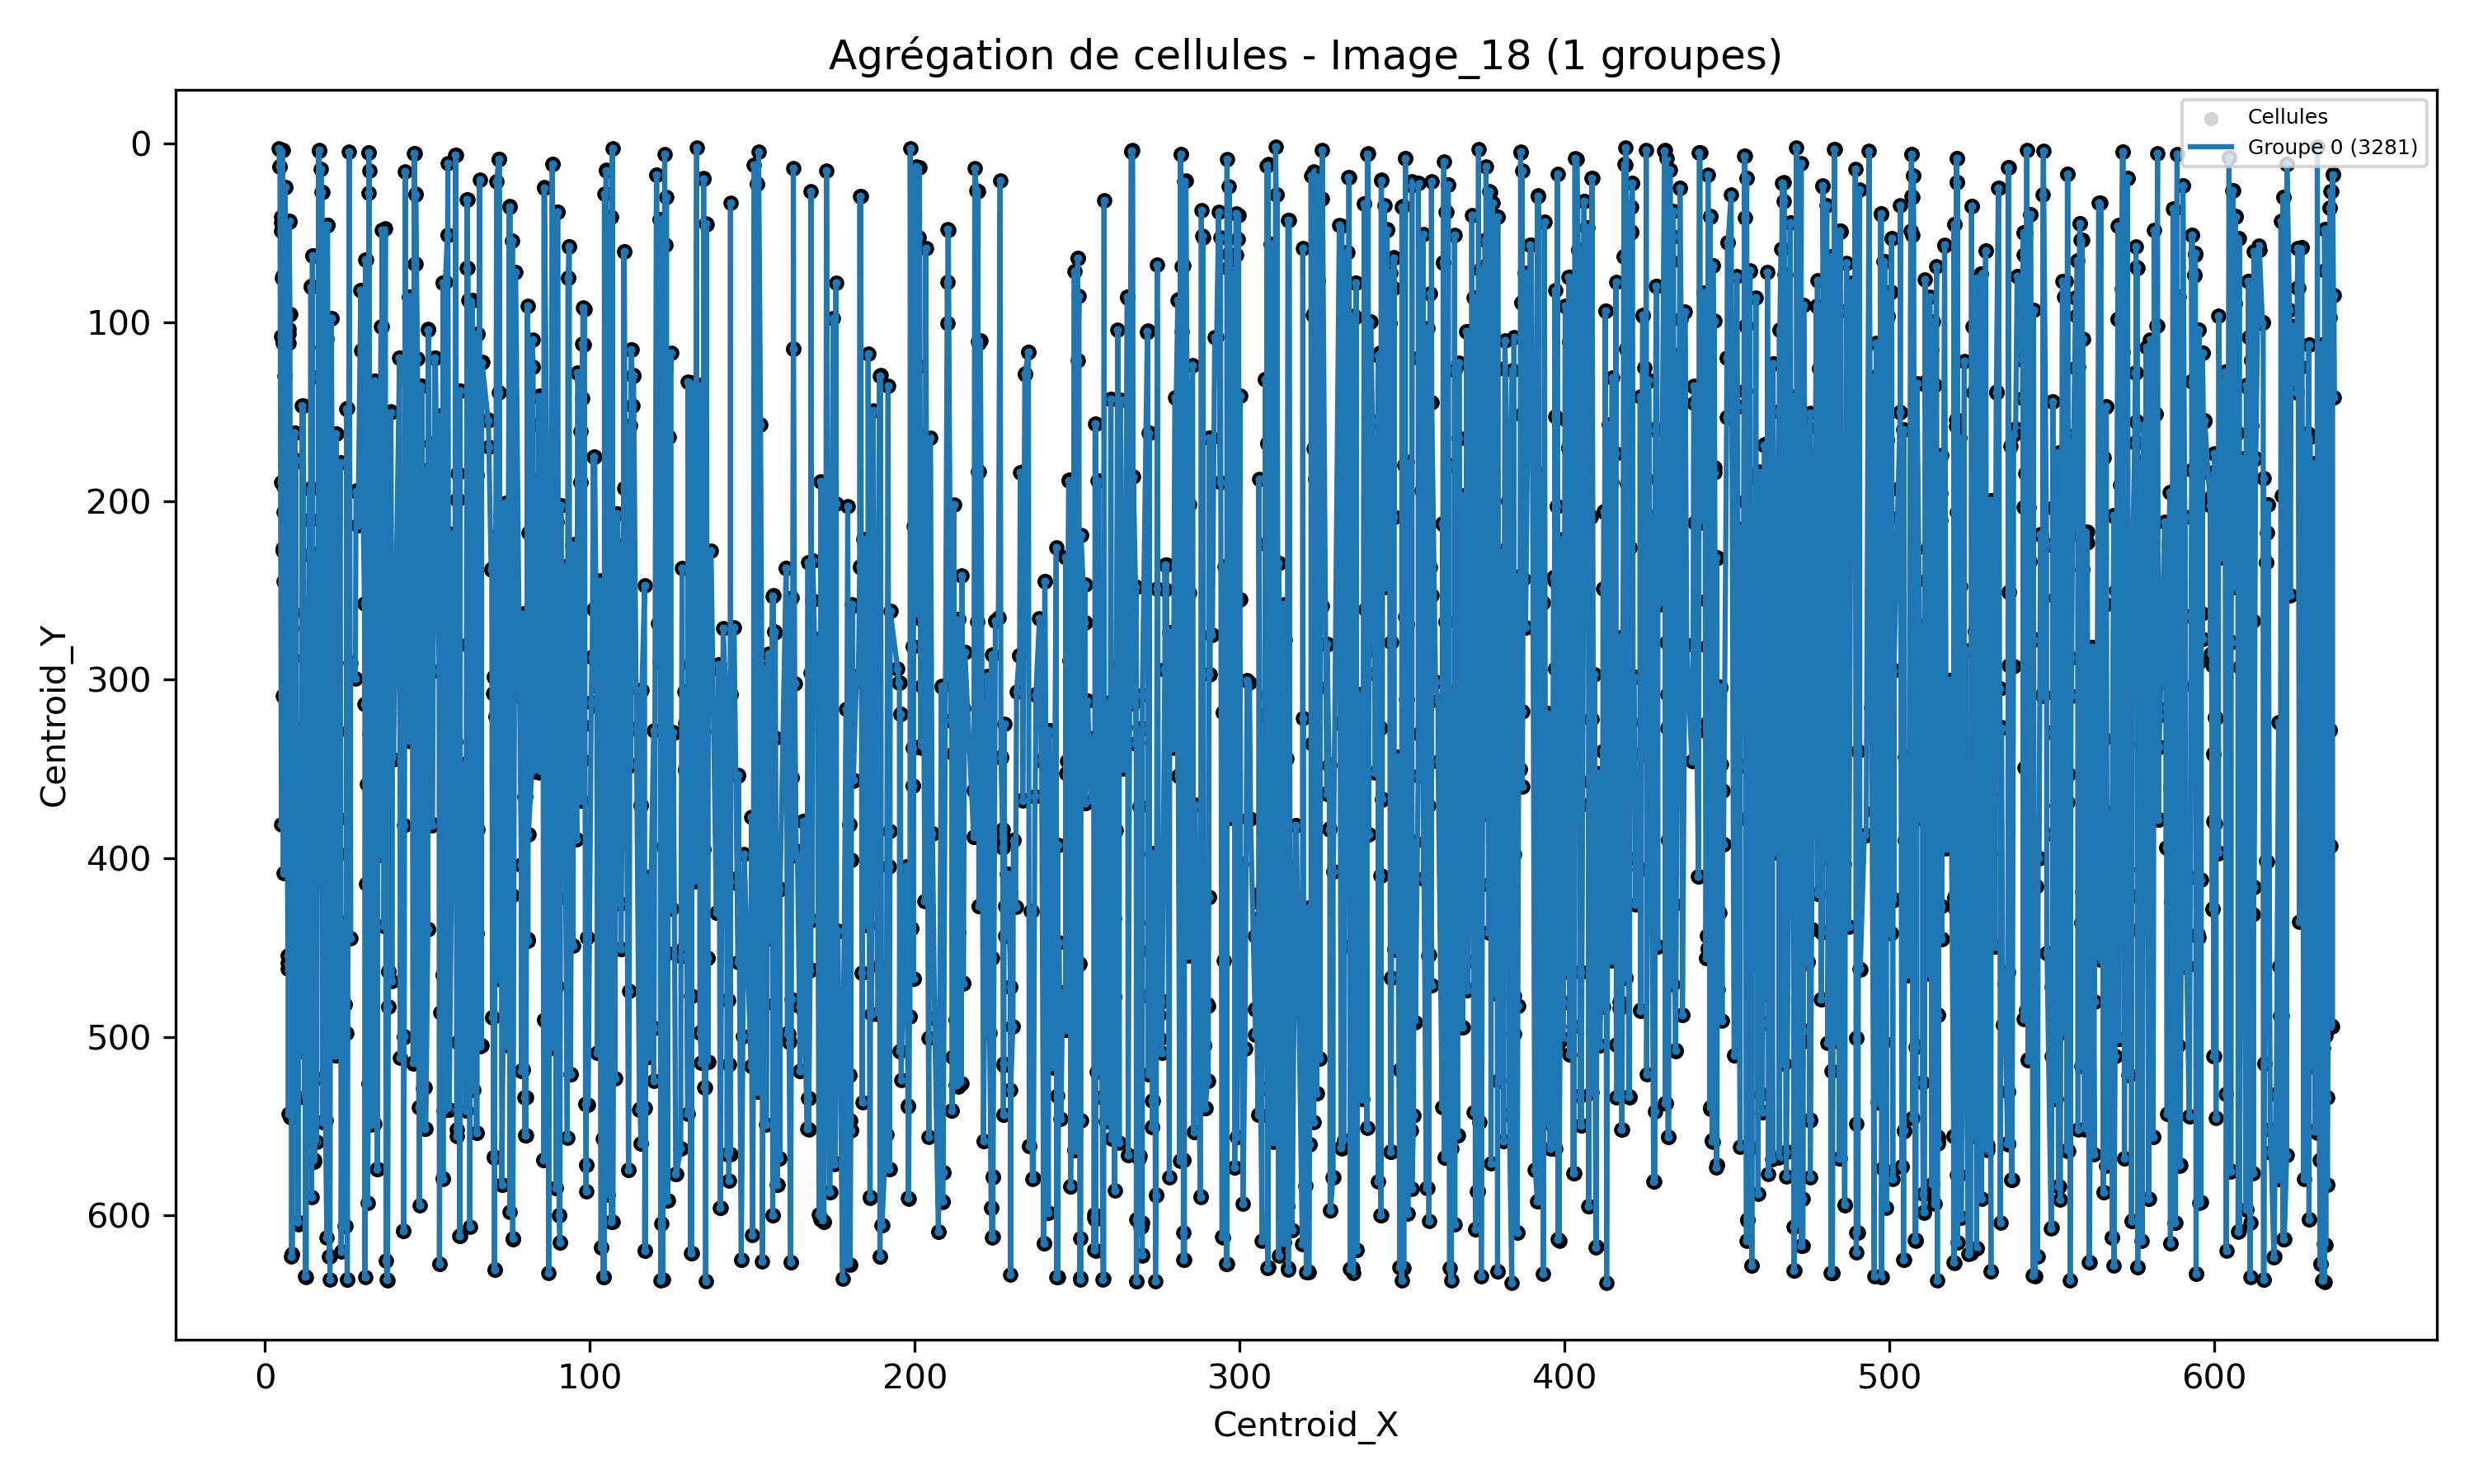 Agrégation de cellules - Image_18 (1 groupes)
Cellules
Groupe 0 (3281)
Centroid_Y
0
100
200
300
400
500
600
0 100 200 300 400 500 600
Centroid_X